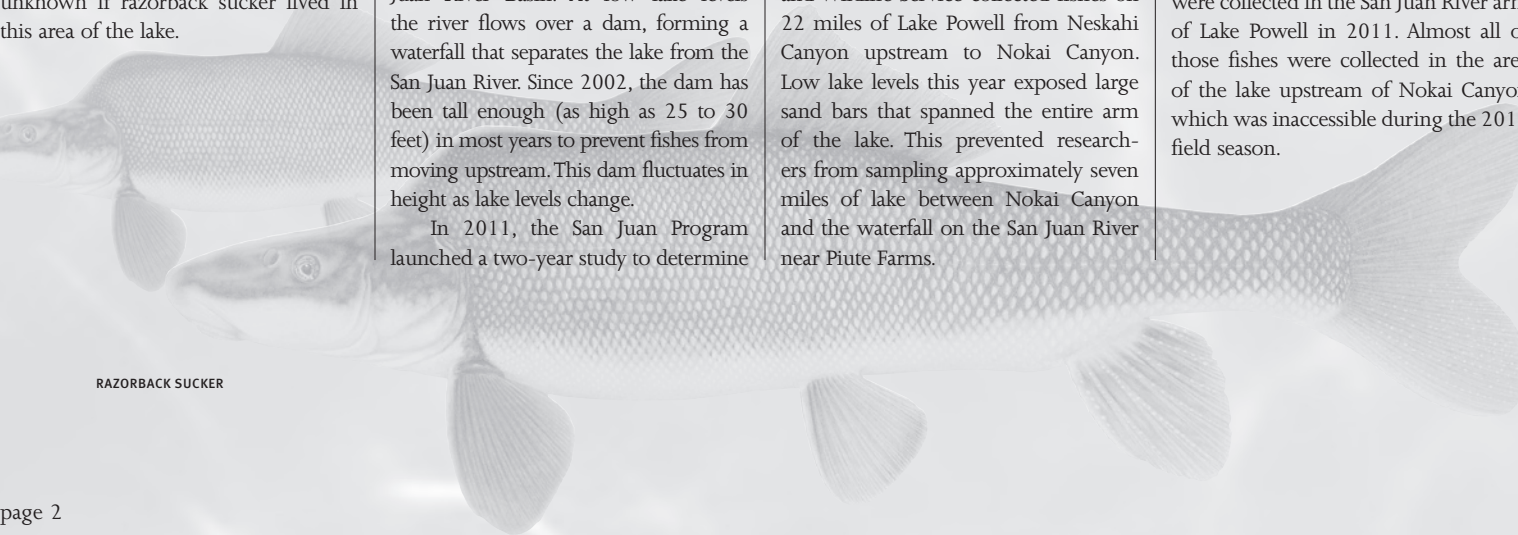 unknown if razorback sucker lived in
this area of the lake.
the river flows over a dam, forming a
waterfall that separates the lake from the
San Juan River. Since 2002, the dam has
been tall enough (as high as 25 to 30
feet) in most years to prevent fishes from
moving upstream. This dam fluctuates in
height as lake levels change.
In 2011, the San Juan Program
launched a two-year study to determine
22 miles of Lake Powell from Neskahi
Canyon upstream to Nokai Canyon.
Low lake levels this year exposed large
sand bars that spanned the entire arm
of the lake. This prevented research-
ers from sampling approximately seven
miles of lake between Nokai Canyon
and the waterfall on the San Juan River
near Piute Farms.
were collected in the San Juan River
of Lake Powell in 2011. Almost all
those fishes were collected in the
of the lake upstream of Nokai
which was inaccessible during the
field season.
RAZORBACK SUCKER
page 2